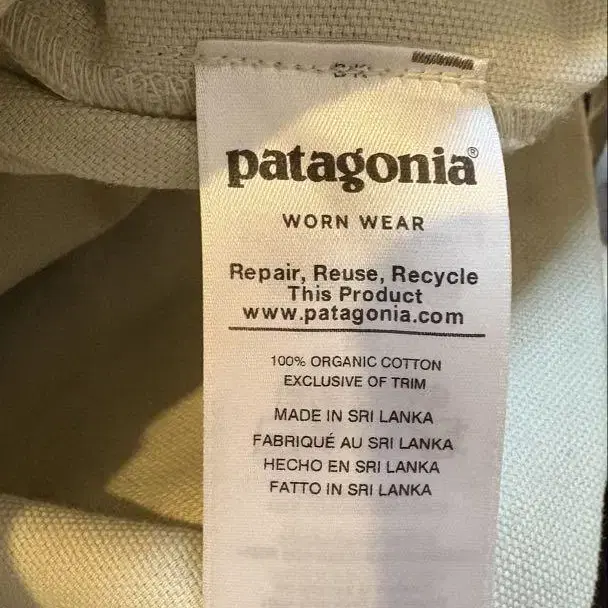 patagonia®
WORN WEAR
Repair, Reuse, Recycle
This Product
www.patagonia.com
100% ORGANIC COTTON
EXCLUSIVE OF TRIM
MADE IN SRI LANKA
FABRIQUÉ AU SRI LANKA
HECHO EN SRI LANKA
FATTO IN SRI LANKA